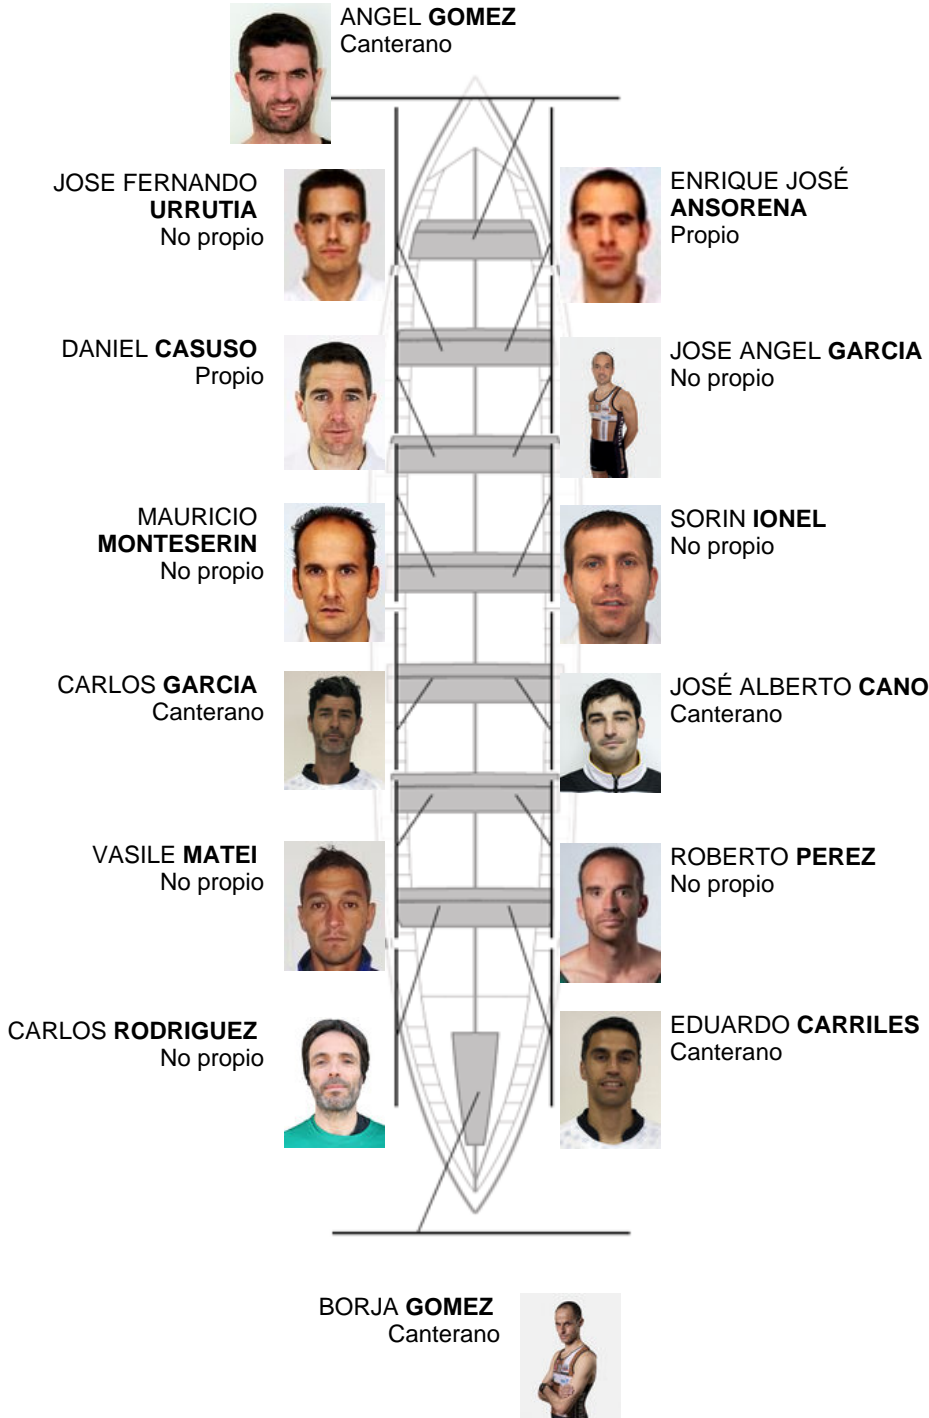 ANGEL GOMEZ
Canterano
JOSE FERNANDO
URRUTIA
No propio
ENRIQUE JOSÉ
ANSORENA
Propio
DANIEL CASUSO
Propio
JOSE ANGEL GARCIA
No propio
MAURICIO
MONTESERIN
No propio
SORIN IONEL
No propio
CARLOS GARCIA
Canterano
JOSÉ ALBERTO CANO
Canterano
VASILE MATEI
No propio
ROBERTO PEREZ
No propio
CARLOS RODRIGUEZ
No propio
EDUARDO CARRILES
Canterano
BORJA GOMEZ
Canterano